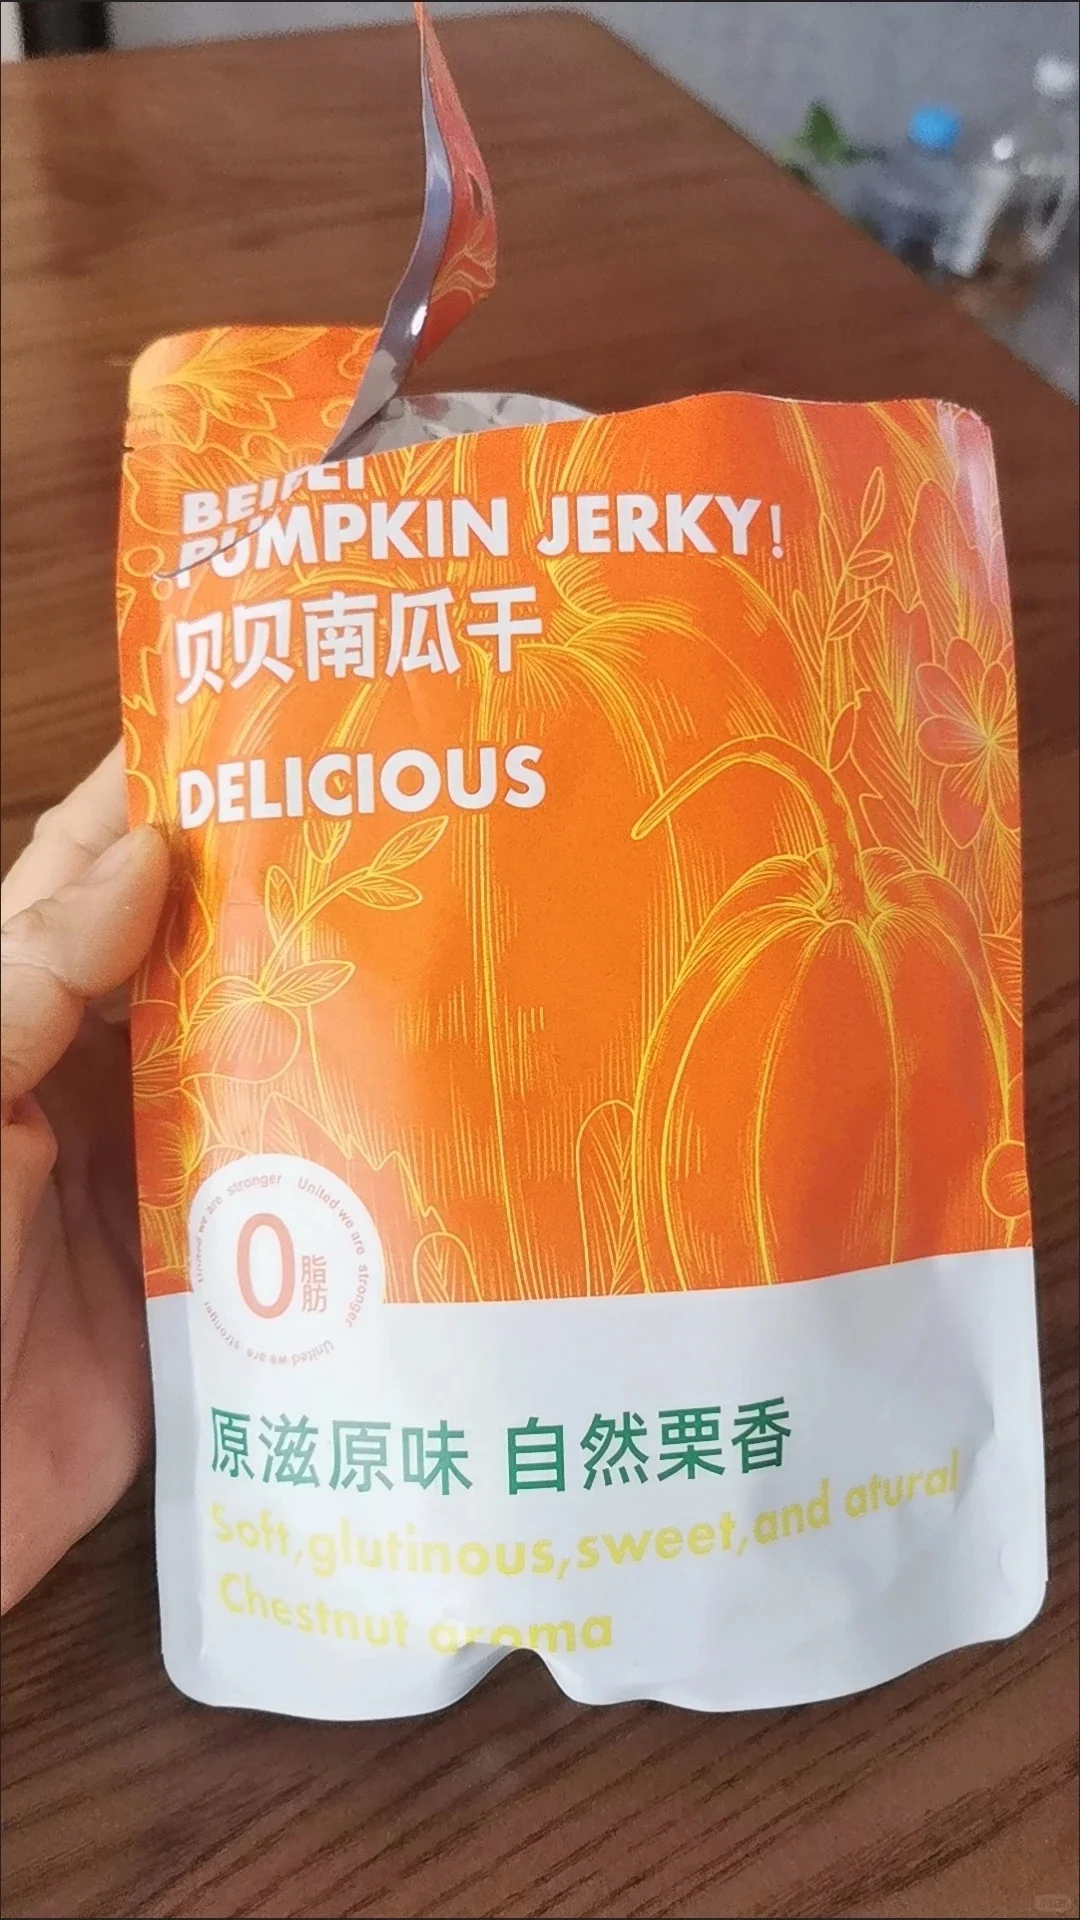 PUMPKIN JERKY!
贝贝南瓜干
DELICIOUS
United we are stronger United we are stronger United we are stronger
0脂肪
原滋原味 自然栗香
Soft,glutinous,sweet,and atural
Chestnut aroma